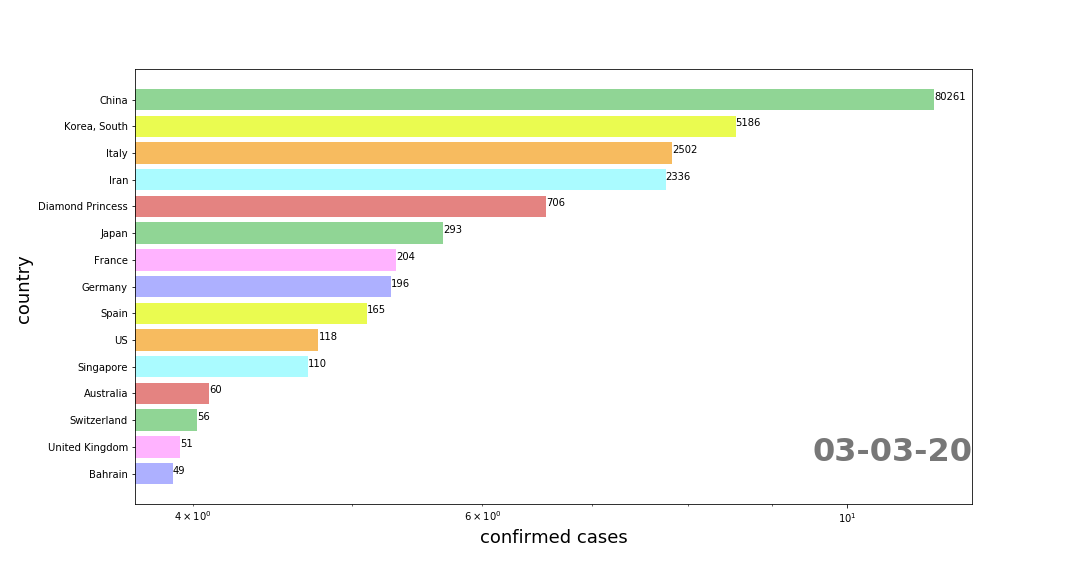 China 80261
Korea, South 5186
Italy 2502
Iran 2336
Diamond Princess 706
Japan 293
France 204
Germany 196
Spain 165
US 118
Singapore 110
Australia 60
Switzerland 56
United Kingdom 51
Bahrain 49
03-03-20
country
4 × 10⁰ 6 × 10⁰ 10¹
confirmed cases